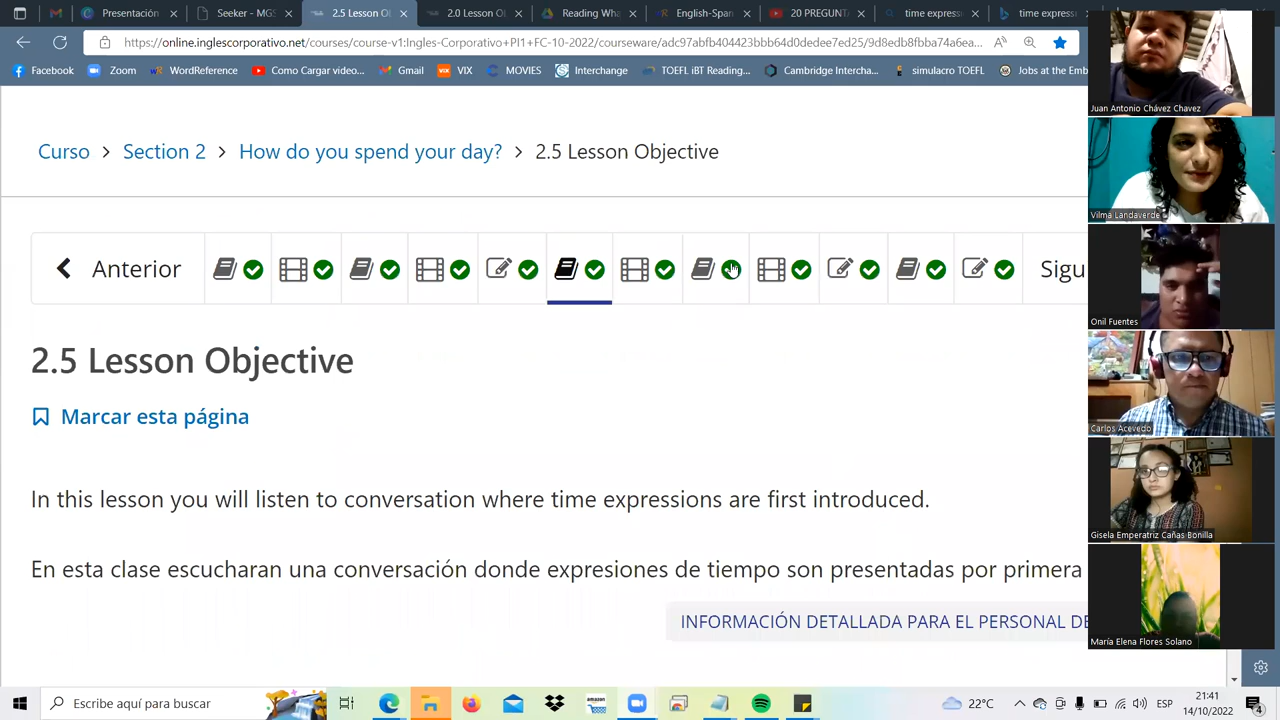 Seener - MGS
2.5 Lesson Ol
2.0 Lesson Ol
Reading Wha
English-Span
20 PREGUNT
time expressi
time express
https://online.inglescorporativo.net/courses/course-v1:Ingles-Corporativo+PI1+FC-10-2022/courseware/adc97abfb404423bbb64d0dedee7ed25/9d8edb8fbba74a6ea...
Facebook
Zoom
WordReference
Como Cargar vídeo...
Gmail
VIX
MOVIES
Interchange
TOEFL iBT Reading...
Cambridge Intercha...
simulacro TOEFL
Jobs at the Emb
Curso > Section 2 > How do you spend your day? > 2.5 Lesson Objective
Anterior
Sigu
2.5 Lesson Objective
Marcar esta página
In this lesson you will listen to conversation where time expressions are first introduced.
En esta clase escucharan una conversación donde expresiones de tiempo son presentadas por primera
INFORMACIÓN DETALLADA PARA EL PERSONAL DE
Juan Antonio Chávez Chavez
Vilma Landaverde
Onil Fuentes
Carlos Acevedo
Gisela Emperatriz Cañas Bonilla
María Elena Flores Solano
Escribe aquí para buscar
22°C
ESP
21:41
14/10/2022
4